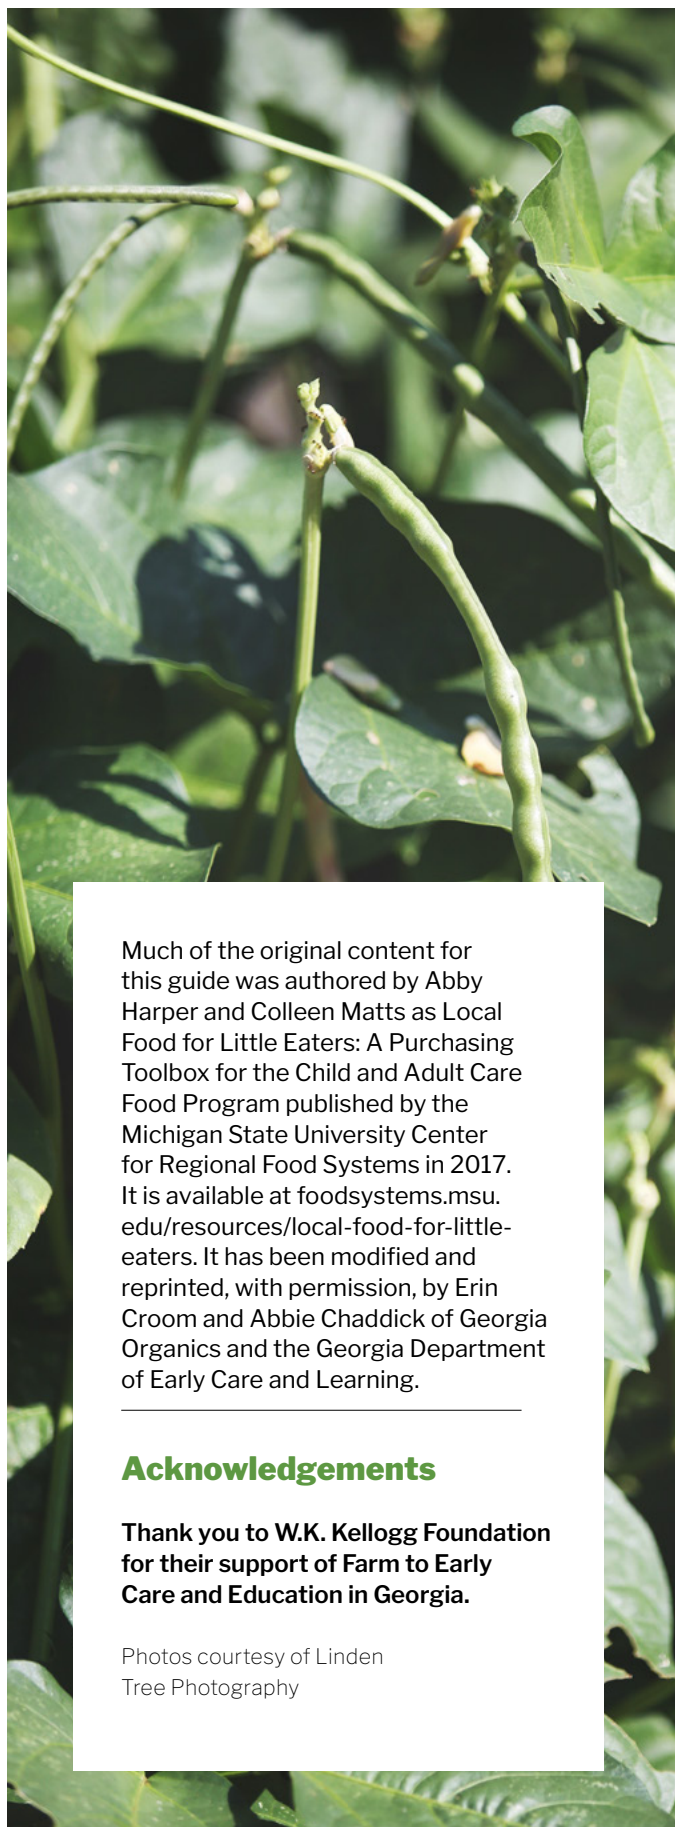 Much of the original content for
this guide was authored by Abby
Harper and Colleen Matts as Local
Food for Little Eaters: A Purchasing
Toolbox for the Child and Adult Care
Food Program published by the
Michigan State University Center
for Regional Food Systems in 2017.
It is available at foodsystems.msu.
edu/resources/local-food-for-little-
eaters. It has been modified and
reprinted, with permission, by Erin
Croom and Abbie Chaddick of Georgia
Organics and the Georgia Department
of Early Care and Learning.
Acknowledgements
Thank you to W.K. Kellogg Foundation
for their support of Farm to Early
Care and Education in Georgia.
Photos courtesy of Linden
Tree Photography